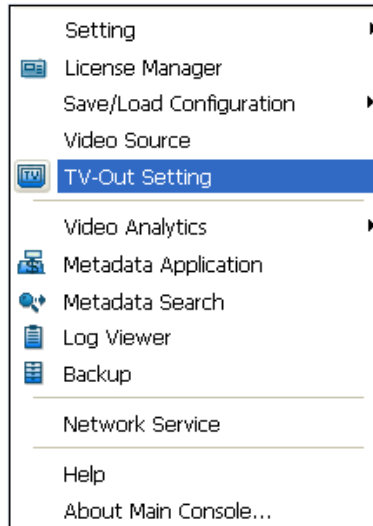 Setting
License Manager
Save/Load Configuration
Video Source
TV TV-Out Setting
Video Analytics
Metadata Application
Metadata Search
Log Viewer
Backup
Network Service
Help
About Main Console...